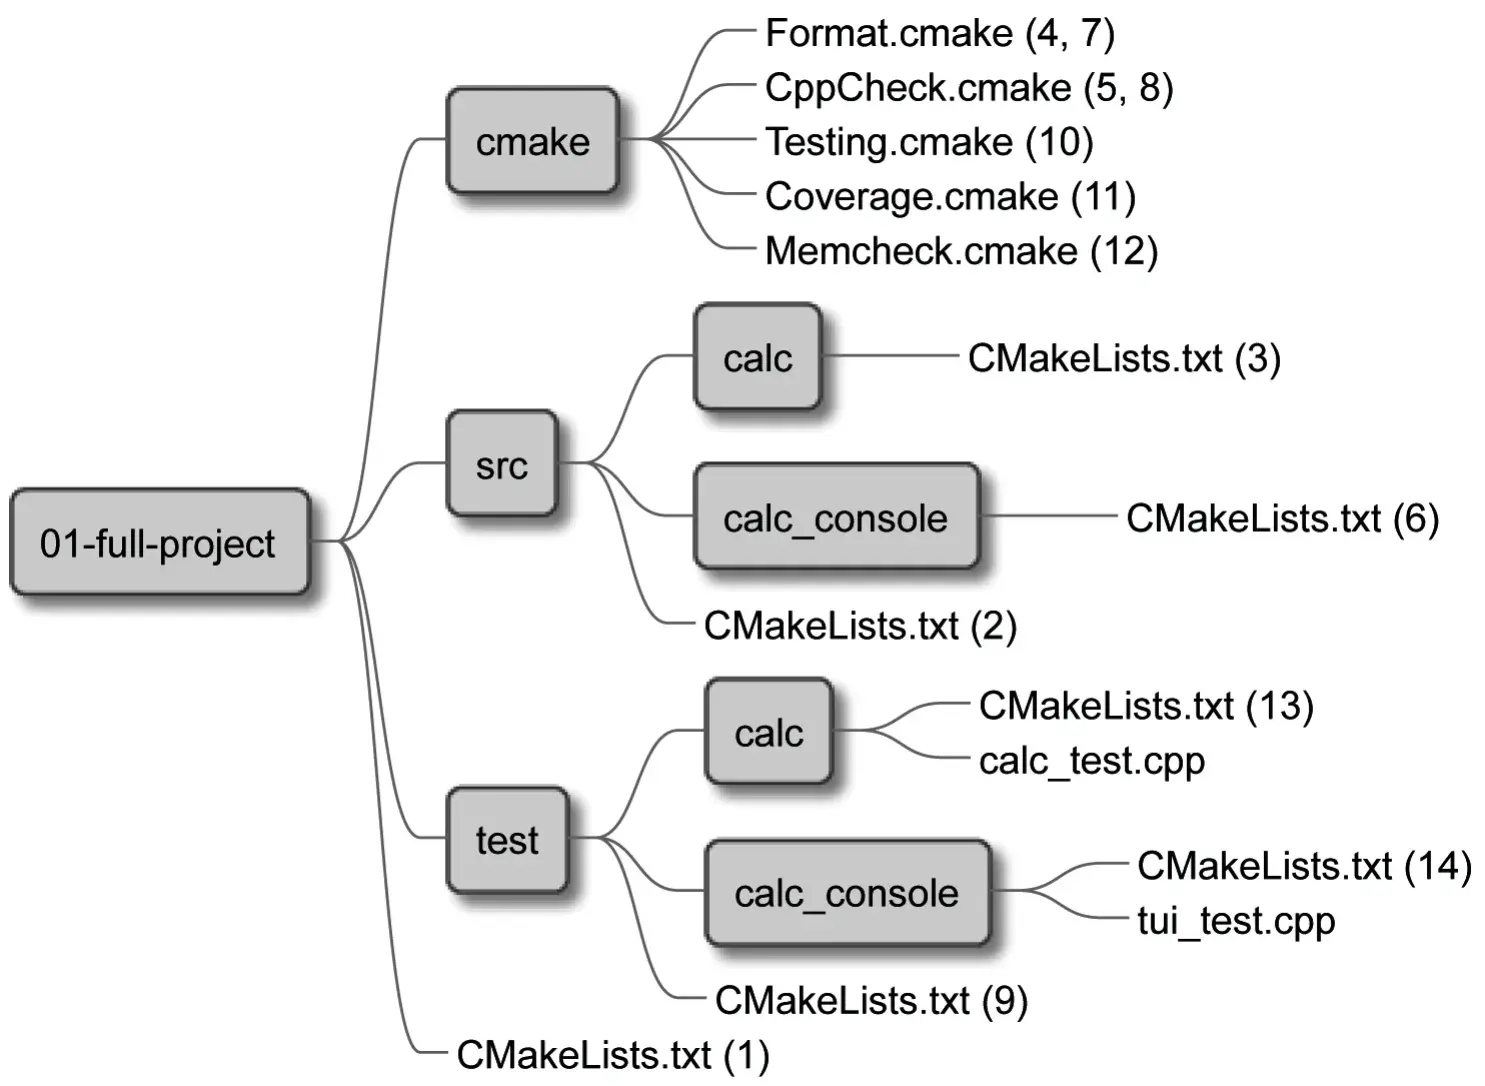 01-full-project
cmake
Format.cmake (4, 7)
CppCheck.cmake (5, 8)
Testing.cmake (10)
Coverage.cmake (11)
Memcheck.cmake (12)
src
calc
CMakeLists.txt (3)
calc_console
CMakeLists.txt (6)
CMakeLists.txt (2)
test
calc
CMakeLists.txt (13)
calc_test.cpp
calc_console
CMakeLists.txt (14)
tui_test.cpp
CMakeLists.txt (9)
CMakeLists.txt (1)